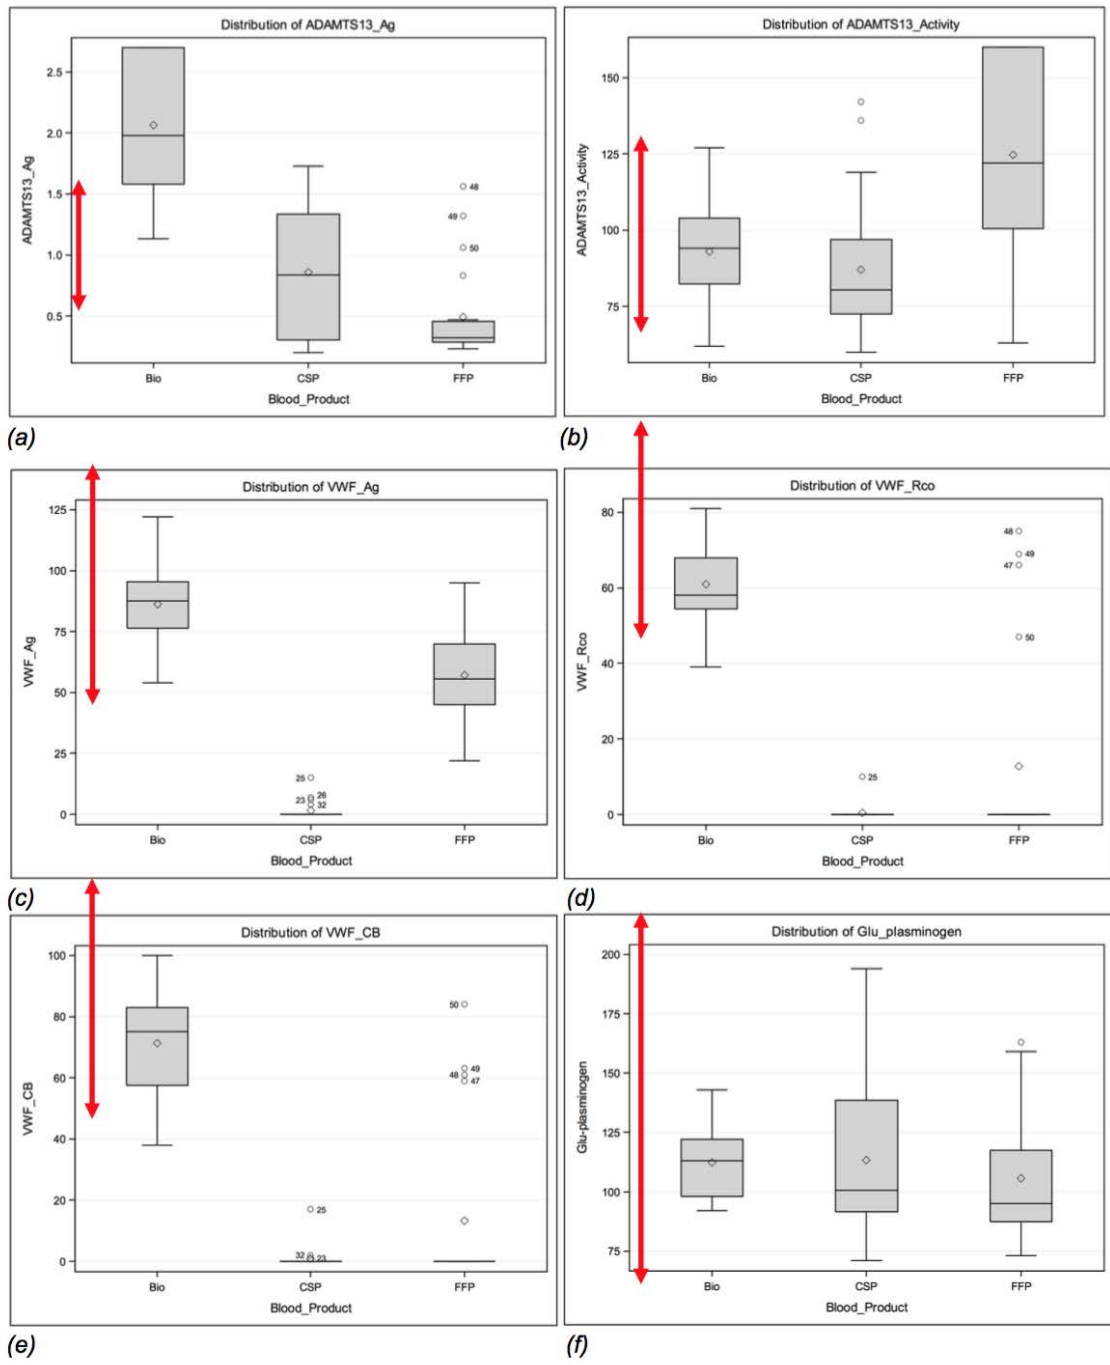 Distribution of ADAMTS13_Ag
ADAMTS13_Ag
2.5
2.0
1.5
1.0
0.5
48
49
50
Bio CSP FFP
Blood_Product
(a)
Distribution of ADAMTS13_Activity
ADAMTS13_Activity
150
125
100
75
Bio CSP FFP
Blood_Product
(b)
Distribution of VWF_Ag
VWF_Ag
125
100
75
50
25
0
25
26
23
32
Bio CSP FFP
Blood_Product
(c)
Distribution of VWF_Rco
VWF_Rco
80
60
40
20
0
25
48
49
47
50
Bio CSP FFP
Blood_Product
(d)
Distribution of VWF_CB
VWF_CB
100
80
60
40
20
0
25
32
23
50
49
48
47
Bio CSP FFP
Blood_Product
(e)
Distribution of Glu_plasminogen
Glu-plasminogen
200
175
150
125
100
75
Bio CSP FFP
Blood_Product
(f)